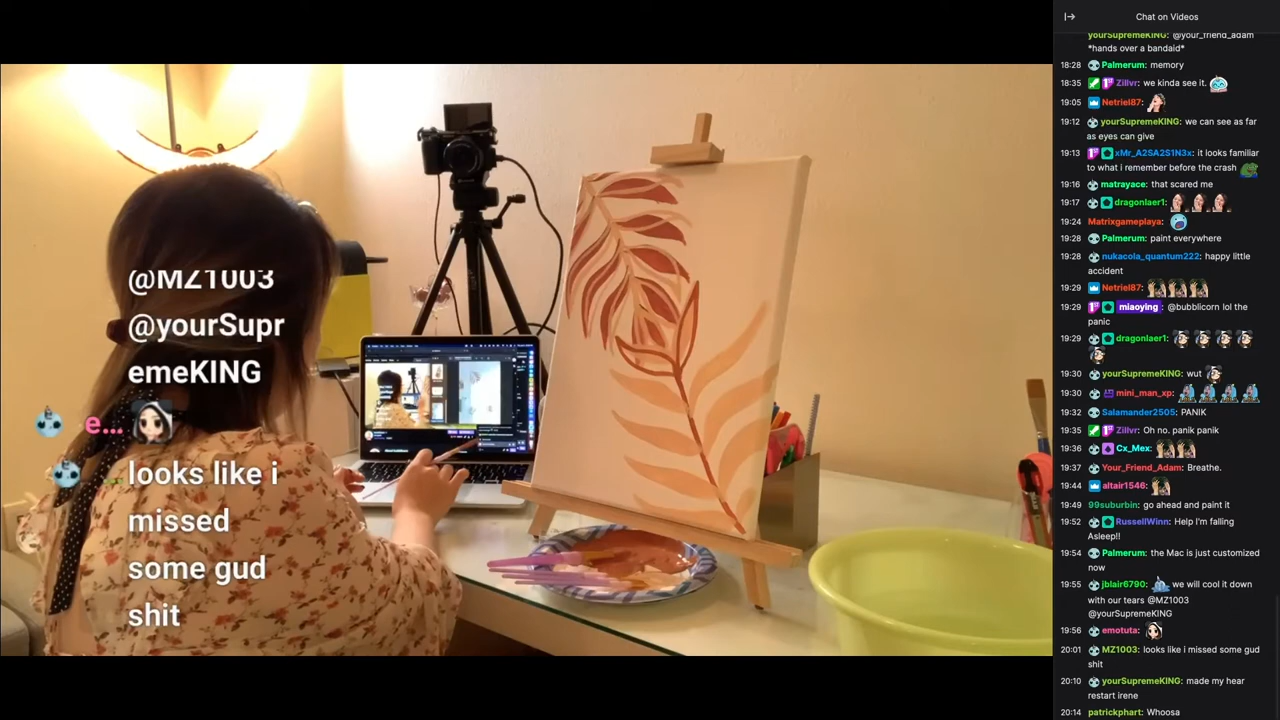 @MZ1003
@yourSupr
emeKING
e...
looks like i
missed
some gud
shit
Chat on Videos
yourSupremeKING: @your_friend_adam
*hands over a bandaid*
18:28 Palmerum: memory
18:35 Zillvr: we kinda see it.
19:05 Netriel87:
19:12 yourSupremeKING: we can see as far
as eyes can give
19:13 xMr_A2SA2S1N3x: it looks familiar
to what i remember before the crash
19:16 matrayace: that scared me
19:17 dragonlaer1:
19:24
Matrixgameplaya:
19:28 Palmerum: paint everywhere
19:28 nukacola_quantum222: happy little
accident
19:29 Netriel87:
19:29 miaoying: @bubblicorn lol the
panic
19:29 dragonlaer1:
19:30 yourSupremeKING: wut
19:30 mini_man_xp:
19:32 Salamander2505: PANIK
19:35 Zillvr: Oh no. panik panik
19:36 Cx_Mex:
19:37 Your_Friend_Adam: Breathe.
19:44 altair1546:
19:49 99suburbin: go ahead and paint it
19:52 RussellWinn: Help I'm falling
Asleep!!
19:54 Palmerum: the Mac is just customized
now
19:55 jblair6790: we will cool it down
with our tears @MZ1003
@yourSupremeKING
19:56 emotuta:
20:01 MZ1003: looks like i missed some gud
shit
20:10 yourSupremeKING: made my hear
restart irene
20:14 patrickphart: Whoosa